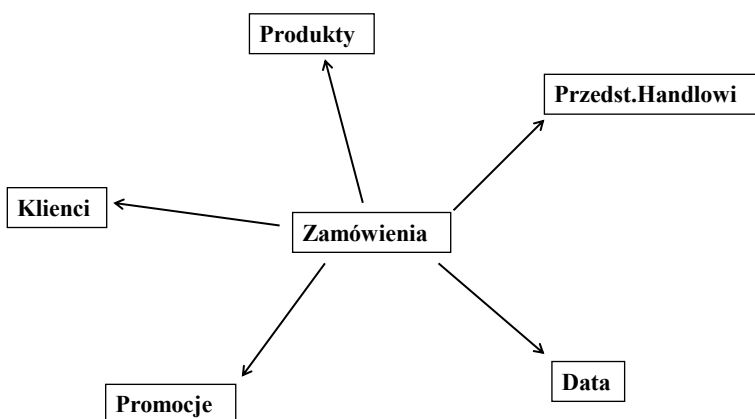 Produkty
Przedst.Handlowi
Klienci
Zamówienia
Data
Promocje